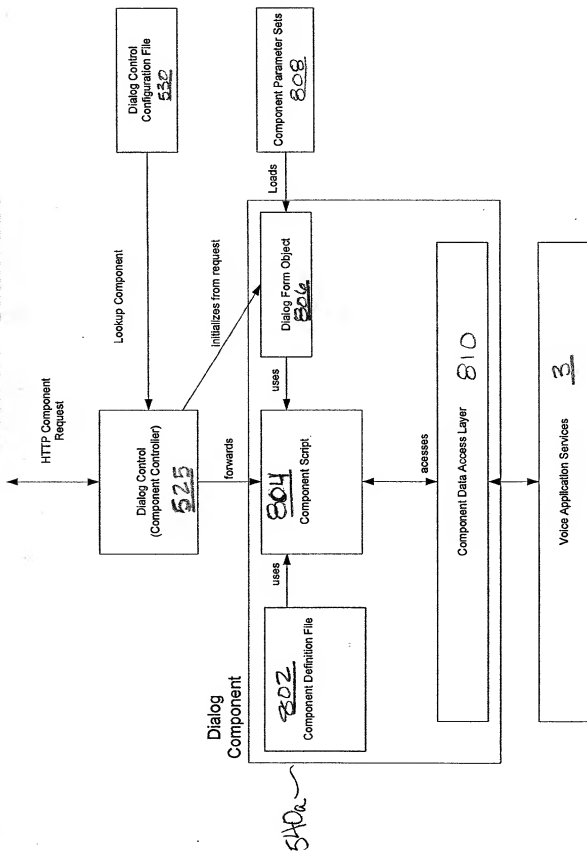 HTTP Component
Request
Dialog Control
(Component Controller)
525
Lookup Component
Dialog Control
Configuration File
530
forwards
Initializes from request
Dialog
Component
540a
802
Component Definition File
uses
804
Component Script
uses
Dialog Form Object
806
Loads
Component Parameter Sets
808
acesses
Component Data Access Layer 810
Voice Application Services 3